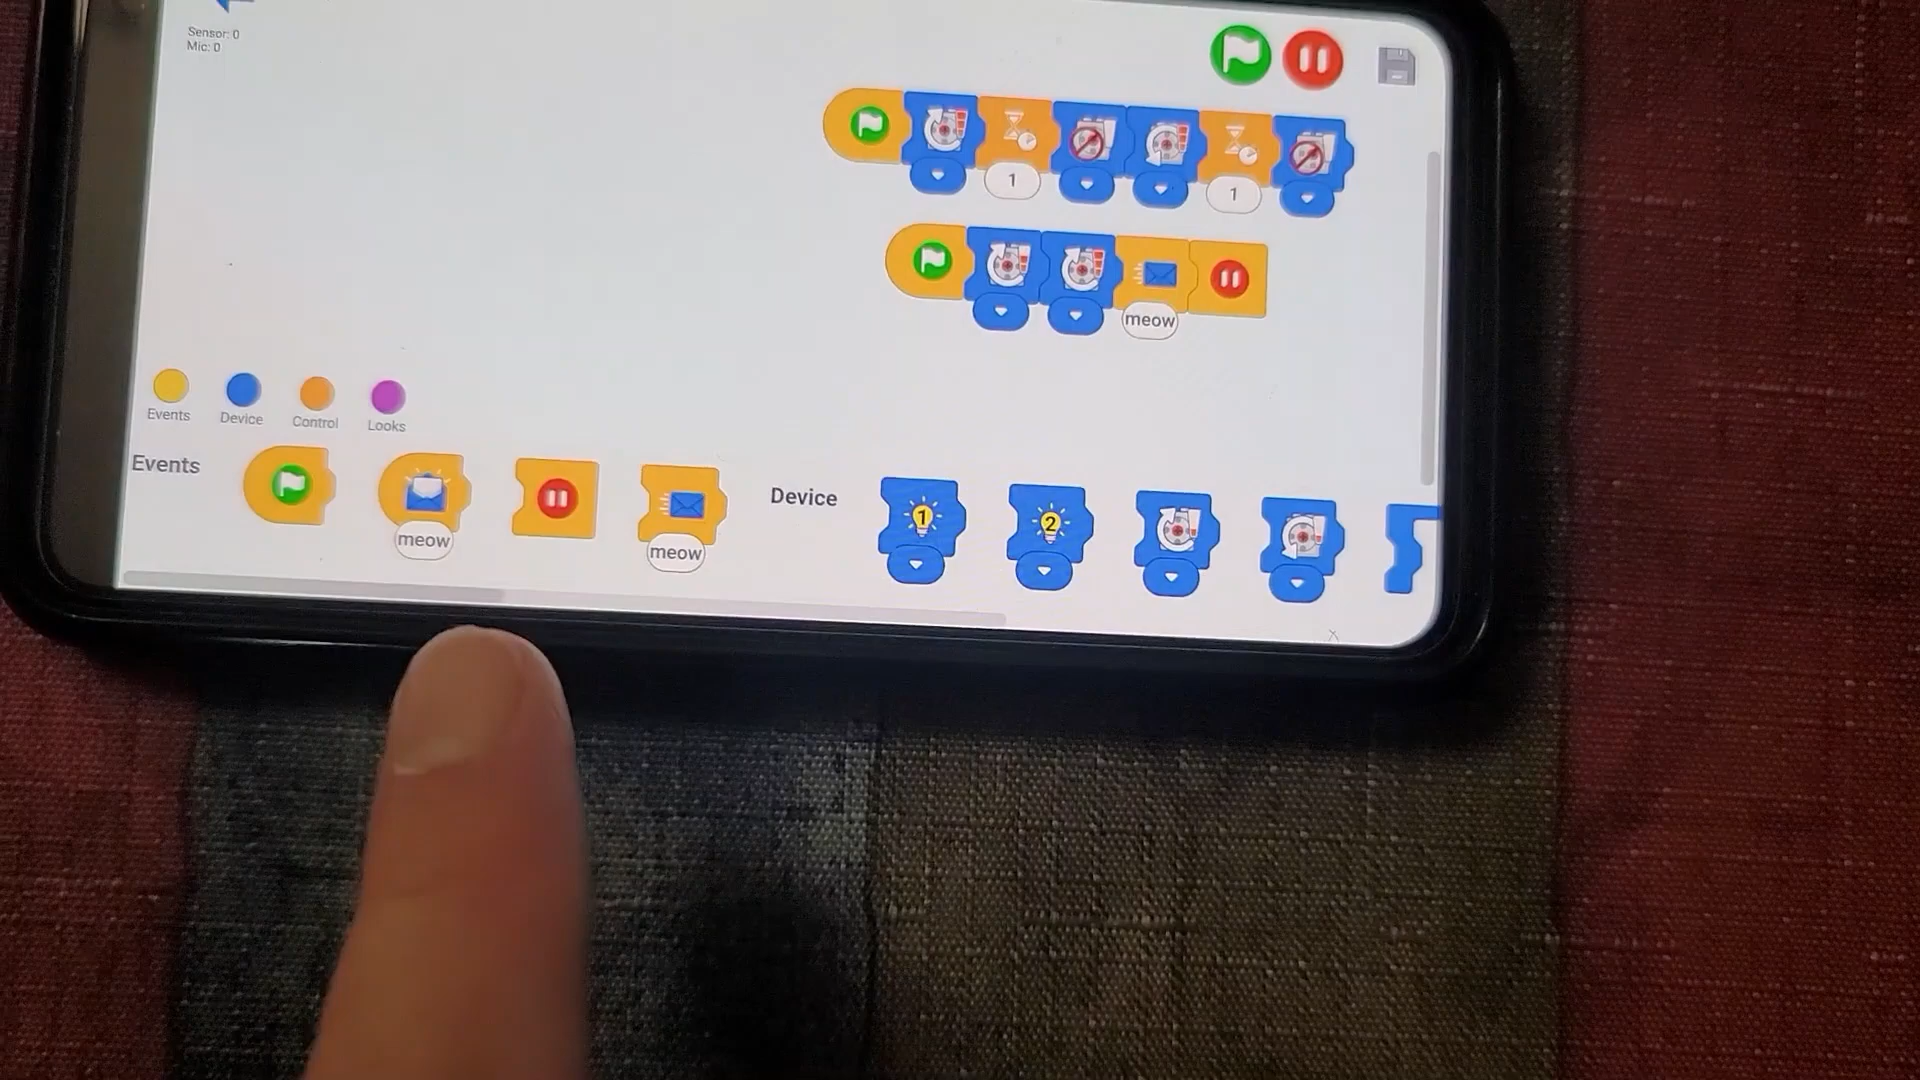 Sensor: 0
Mic: 0
1
1
meow
Events
Device
Control
Looks
Events
meow
meow
Device
1
2